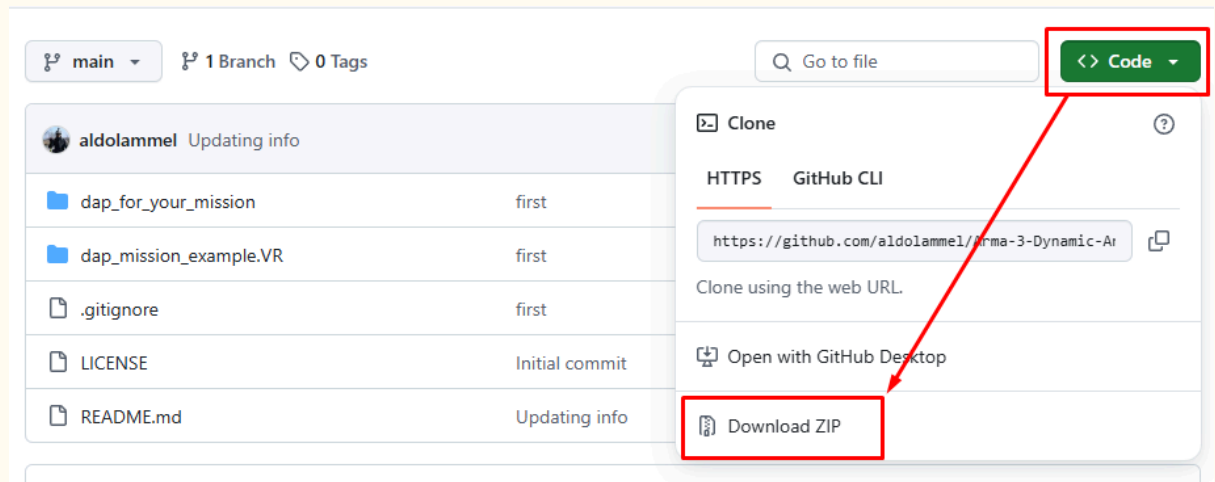 main 1 Branch 0 Tags Go to file <> Code
aldolammel Updating info
dap_for_your_mission first
dap_mission_example.VR first
.gitignore first
LICENSE Initial commit
README.md Updating info
Clone
HTTPS GitHub CLI
https://github.com/aldolammel/Arma-3-Dynamic-Ar
Clone using the web URL.
Open with GitHub Desktop
Download ZIP